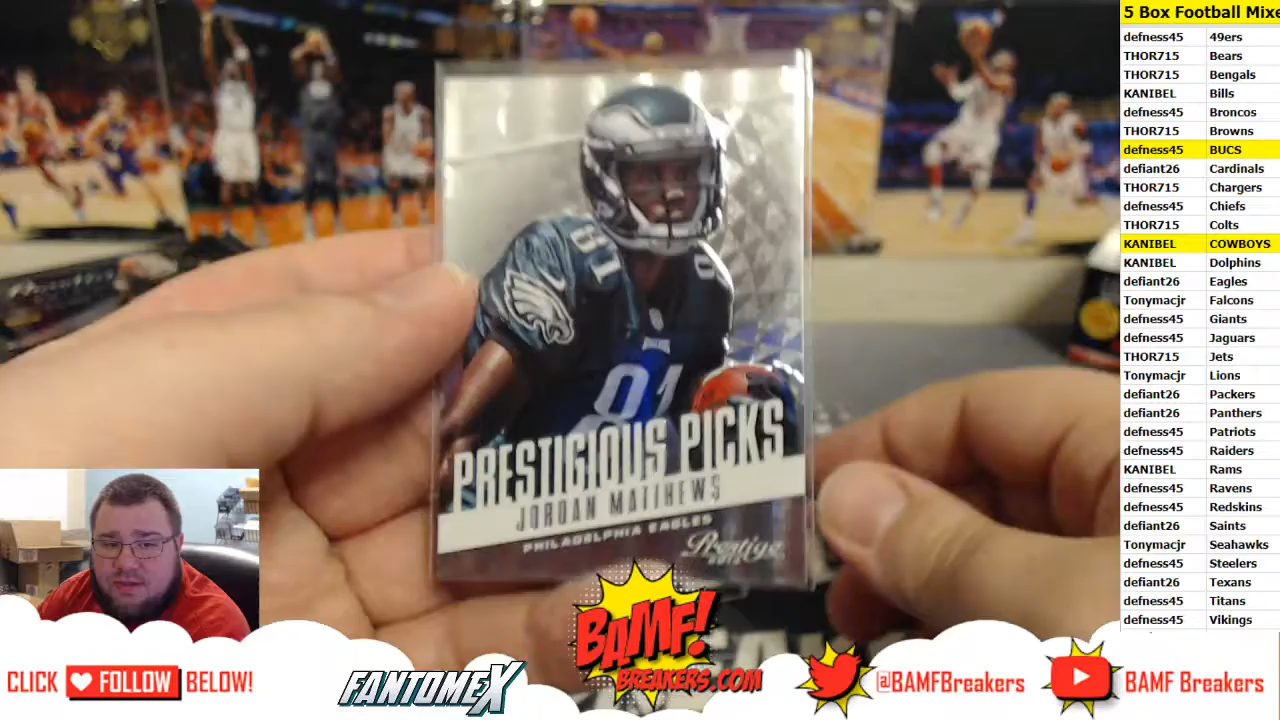 5 Box Football Mixe
defness45 49ers
THOR715 Bears
THOR715 Bengals
KANIBEL Bills
defness45 Broncos
THOR715 Browns
defness45 BUCS
defiant26 Cardinals
THOR715 Chargers
defness45 Chiefs
THOR715 Colts
KANIBEL COWBOYS
KANIBEL Dolphins
defiant26 Eagles
Tonymacjr Falcons
defness45 Giants
defness45 Jaguars
THOR715 Jets
Tonymacjr Lions
defiant26 Packers
defiant26 Panthers
defness45 Patriots
defness45 Raiders
KANIBEL Rams
defness45 Ravens
defness45 Redskins
defiant26 Saints
Tonymacjr Seahawks
defness45 Steelers
defiant26 Texans
defness45 Titans
defness45 Vikings
81
81
PRESTIGIOUS PICKS
JORDAN MATTHEWS
PHILADELPHIA EAGLES
Prestige
CLICK FOLLOW BELOW!
FANTOMEX
BAMF!
BREAKERS.COM
@BAMFBreakers
BAMF Breakers